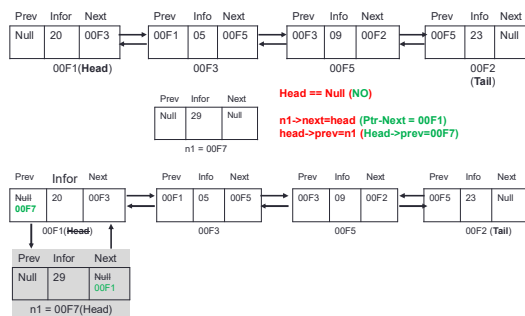 Prev Infor Next Prev Info Next Prev Info Next Prev Info Next
Null 20 00F3 00F1 05 00F5 00F3 09 00F2 00F5 23 Null
00F1(Head) 00F3 00F5 00F2
(Tail)
Prev Infor Next
Null 29 Null
n1 = 00F7
Head == Null (NO)
n1->next=head (Ptr-Next = 00F1)
head->prev=n1 (Head->prev=00F7)
Prev Infor Next Prev Info Next Prev Info Next Prev Info Next
Null 20 00F3 00F1 05 00F5 00F3 09 00F2 00F5 23 Null
00F7
00F1(Head) 00F3 00F5 00F2 (Tail)
Prev Infor Next
Null 29 Null
00F1
n1 = 00F7(Head)